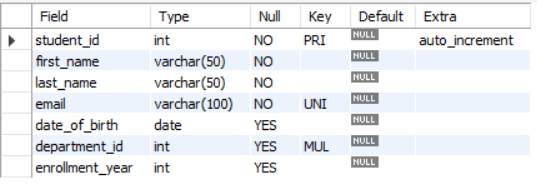 Field Type Null Key Default Extra
student_id int NO PRI NULL auto_increment
first_name varchar(50) NO NULL
last_name varchar(50) NO NULL
email varchar(100) NO UNI NULL
date_of_birth date YES NULL
department_id int YES MUL NULL
enrollment_year int YES NULL